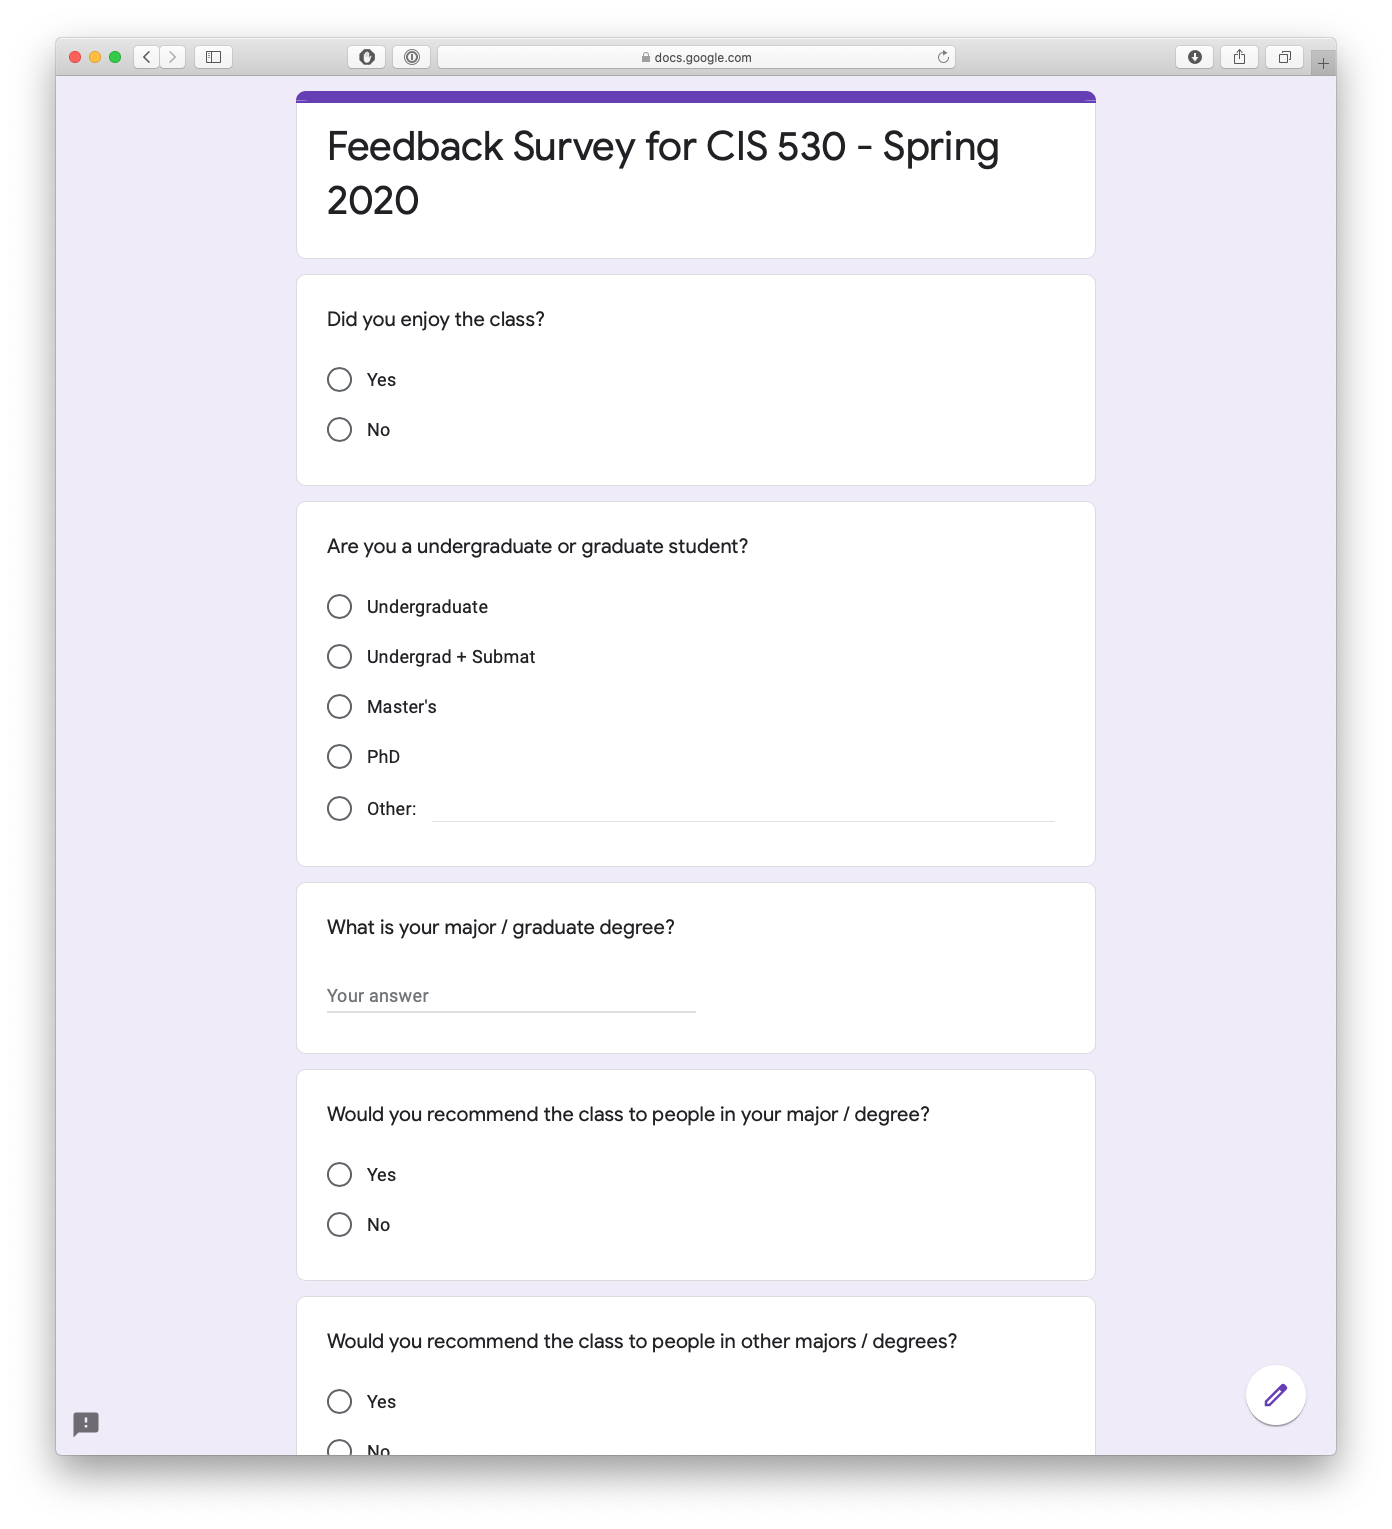 docs.google.com
Feedback Survey for CIS 530 - Spring
2020
Did you enjoy the class?
Yes
No
Are you a undergraduate or graduate student?
Undergraduate
Undergrad + Submat
Master's
PhD
Other:
What is your major / graduate degree?
Your answer
Would you recommend the class to people in your major / degree?
Yes
No
Would you recommend the class to people in other majors / degrees?
Yes
No